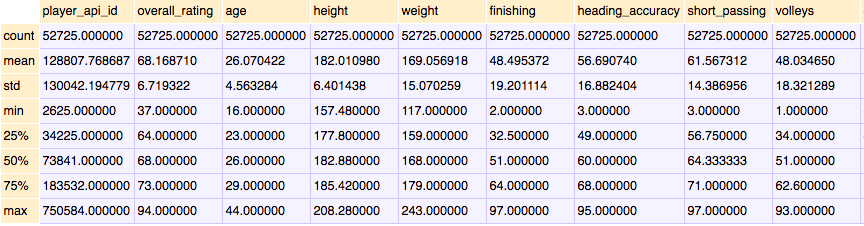 player_api_id overall_rating age height weight finishing heading_accuracy short_passing volleys
count 52725.000000 52725.000000 52725.000000 52725.000000 52725.000000 52725.000000 52725.000000 52725.000000 52725.000000
mean 128807.768687 68.168710 26.070422 182.010980 169.056918 48.495372 56.690740 61.567312 48.034650
std 130042.194779 6.719322 4.563284 6.401438 15.070259 19.201114 16.882404 14.386956 18.321289
min 2625.000000 37.000000 16.000000 157.480000 117.000000 2.000000 3.000000 3.000000 1.000000
25% 34225.000000 64.000000 23.000000 177.800000 159.000000 32.500000 49.000000 56.750000 34.000000
50% 73841.000000 68.000000 26.000000 182.880000 168.000000 51.000000 60.000000 64.333333 51.000000
75% 183532.000000 73.000000 29.000000 185.420000 179.000000 64.000000 68.000000 71.000000 62.600000
max 750584.000000 94.000000 44.000000 208.280000 243.000000 97.000000 95.000000 97.000000 93.000000